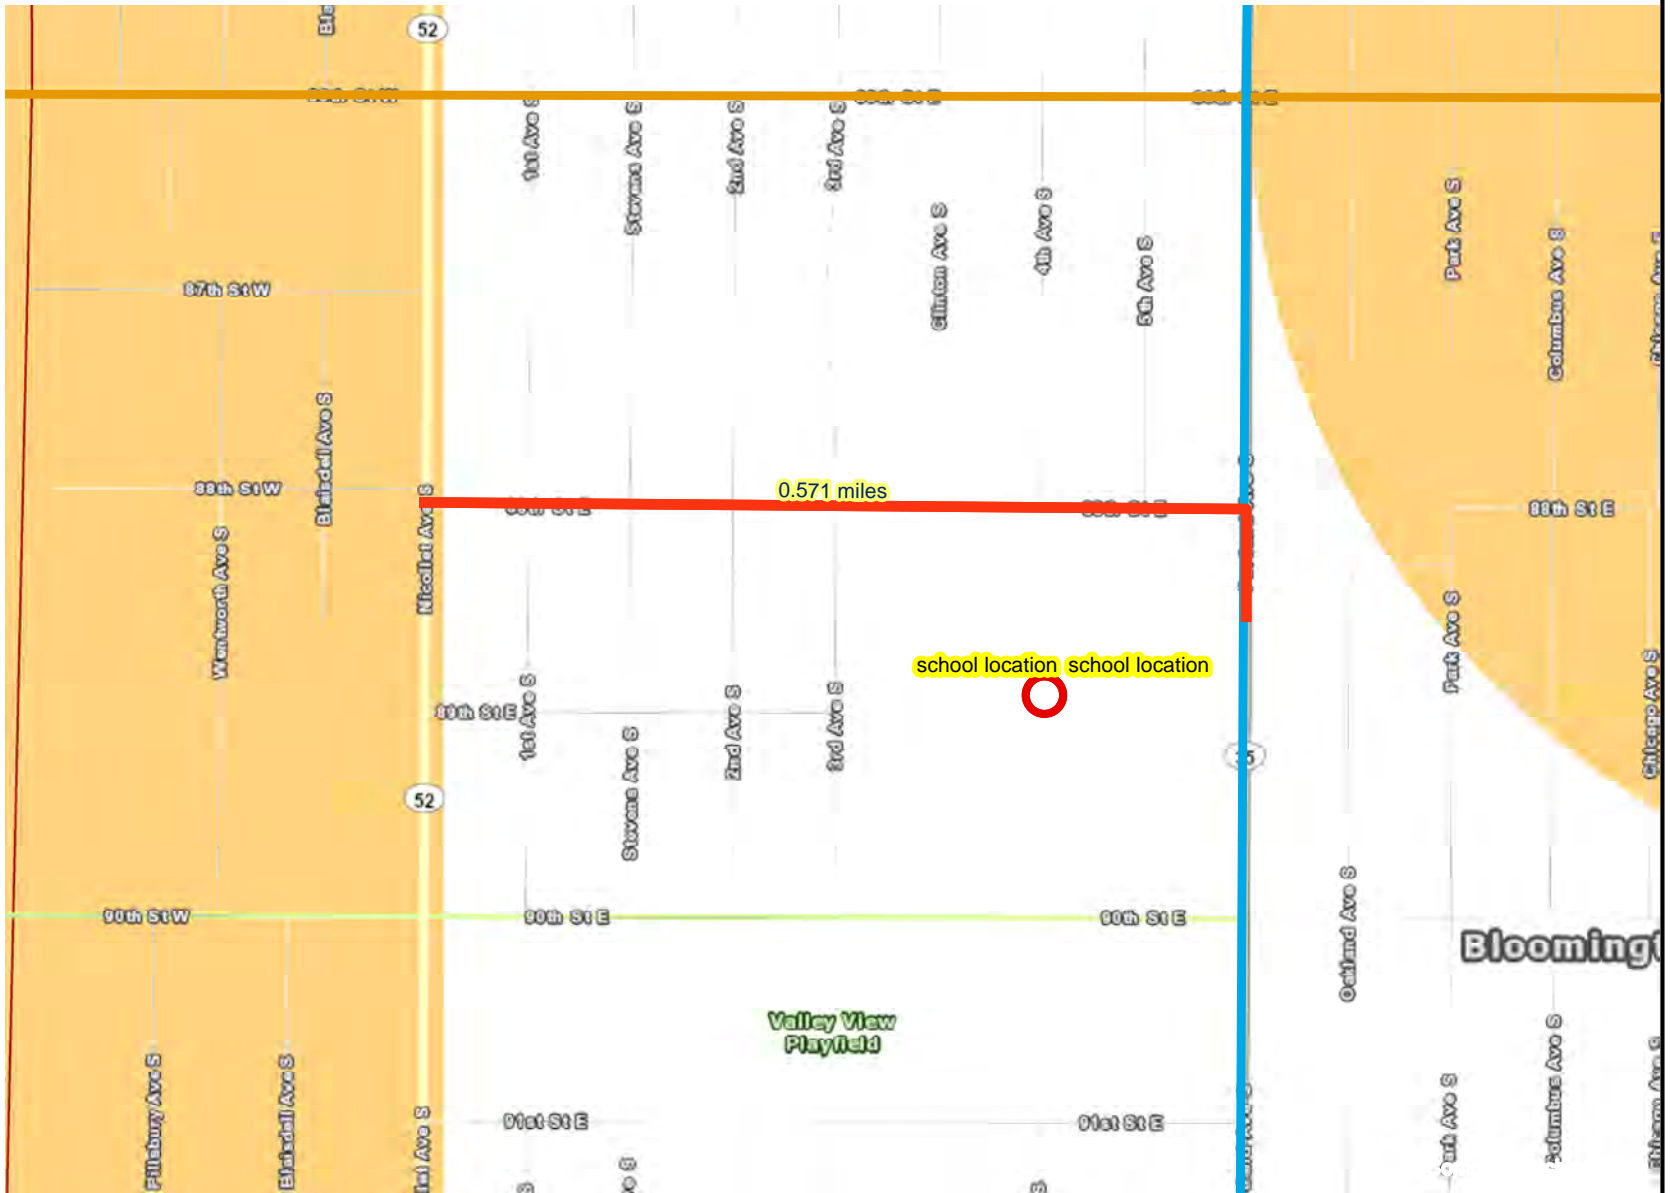 52
1st Ave S
Stevens Ave S
2nd Ave S
3rd Ave S
Clinton Ave S
4th Ave S
5th Ave S
Park Ave S
Columbus Ave S
87th St W
Blaisdell Ave S
88th St W
Nicollet Ave S
0.571 miles
88th St E
Wentworth Ave S
Park Ave S
school location school location
89th St E
1st Ave S
Stevens Ave S
2nd Ave S
3rd Ave S
Chicago Ave S
52
90th St W
90th St E
90th St E
Oakland Ave S
Valley View
Playfield
Pillsbury Ave S
Blaisdell Ave S
91st St E
91st St E
Columbus Ave S